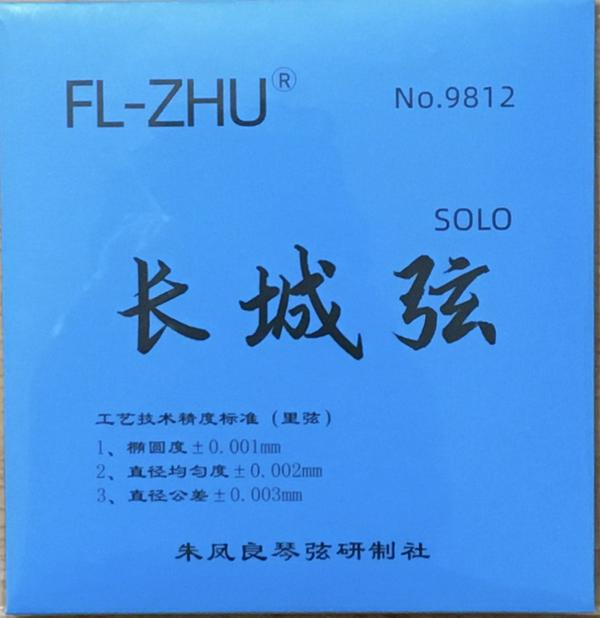 FL-ZHU®
No.9812
SOLO
长城弦
工艺技术精度标准(里弦)
1、椭圆度±0.001mm
2、直径均匀度±0.002mm
3、直径公差±0.003mm
朱凤良琴弦研制社